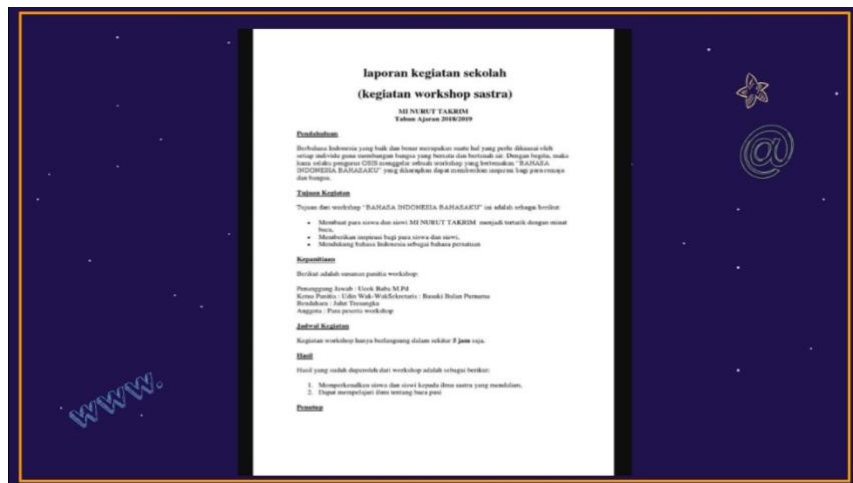 laporan kegiatan sekolah
(kegiatan workshop sastra)
MI NURUT TAKRIM
Tahun Ajaran 2018/2019
Pendahuluan
Berbahasa Indonesia yang baik dan benar merupakan suatu hal yang perlu dikuasai oleh
setiap individu guna membangun bangsa yang bersatu dan bertanah air. Dengan begitu, maka
kami selaku pengurus OSIS menggelar sebuah workshop yang bertemakan "BAHASA
INDONESIA BAHASAKU" yang diharapkan dapat memberikan inspirasi bagi para remaja
dan bangsa.
Tujuan Kegiatan
Tujuan dari workshop "BAHASA INDONESIA BAHASAKU" ini adalah sebagai berikut:
• Membuat para siswa dan siswi MI NURUT TAKRIM menjadi tertarik dengan minat
baca.
• Memberikan inspirasi bagi para siswa dan siswi.
• Mendukung bahasa Indonesia sebagai bahasa persatuan
Kepanitiaan
Berikut adalah susunan panitia workshop:
Penanggung Jawab : Ucok Baba M.Pd
Ketua Panitia : Udin Wak-WakSekretaris : Basuki Bulan Purnama
Bendahara : Jalut Tersangka
Anggota : Para peserta workshop
Jadwal Kegiatan
Kegiatan workshop hanya berlangsung dalam sekitar 5 jam saja.
Hasil
Hasil yang sudah diperoleh dari workshop adalah sebagai berikut:
1. Memperkenalkan siswa dan siswi kepada ilmu sastra yang mendalam.
2. Dapat mempelajari ilmu tentang baca puisi
Penutup
@
www.